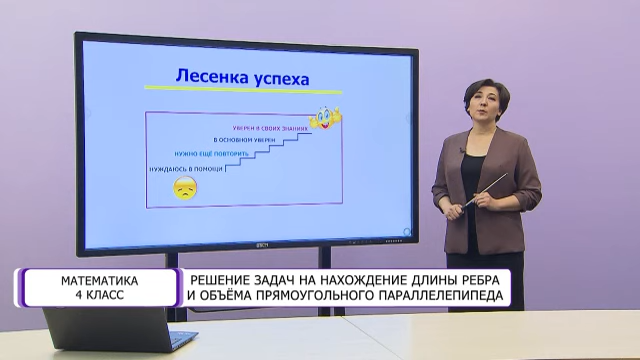 Лесенка успеха
УВЕРЕН В СВОИХ ЗНАНИЯХ
В ОСНОВНОМ УВЕРЕН
НУЖНО ЕЩЁ ПОВТОРИТЬ
НУЖДАЮСЬ В ПОМОЩИ
МАТЕМАТИКА
4 КЛАСС
РЕШЕНИЕ ЗАДАЧ НА НАХОЖДЕНИЕ ДЛИНЫ РЕБРА
И ОБЪЁМА ПРЯМОУГОЛЬНОГО ПАРАЛЛЕЛЕПИПЕДА